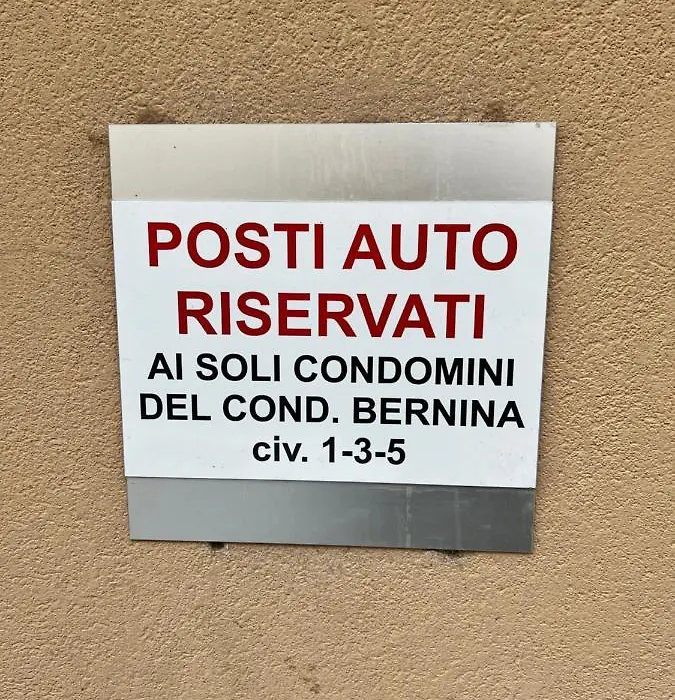 POSTI AUTO
RISERVATI
AI SOLI CONDOMINI
DEL COND. BERNINA
civ. 1-3-5